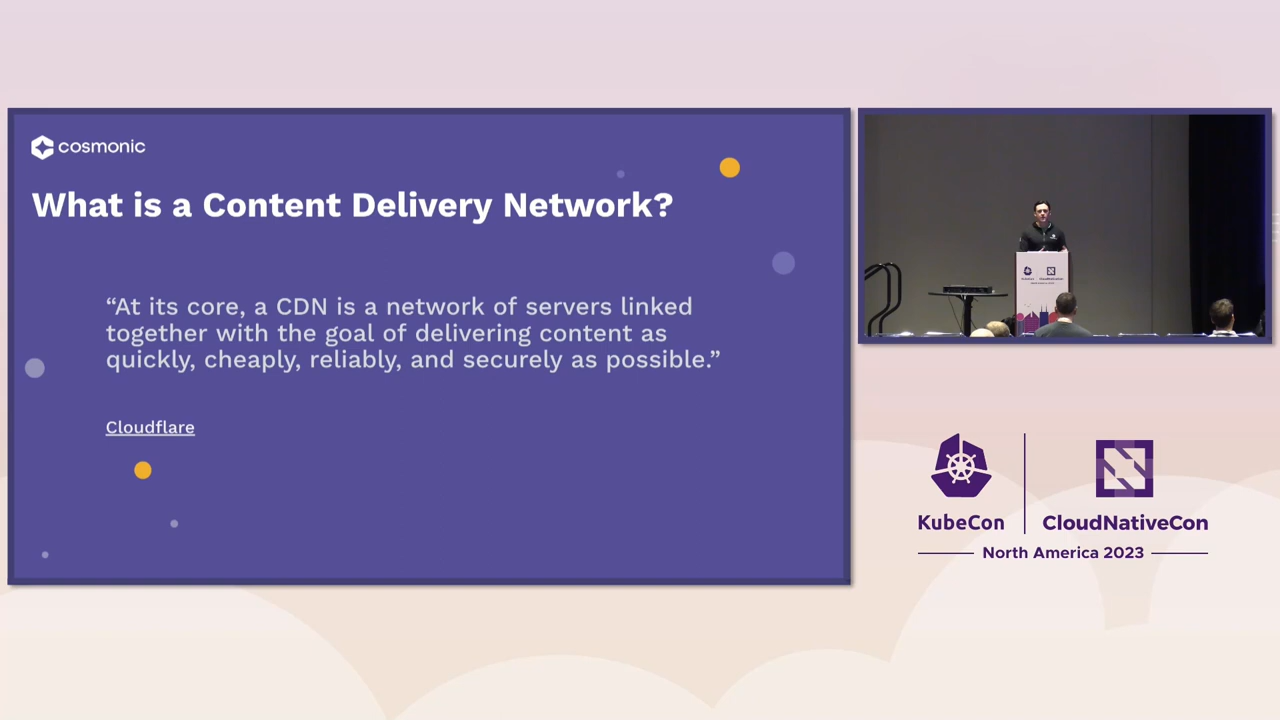 cosmonic
What is a Content Delivery Network?
“At its core, a CDN is a network of servers linked
together with the goal of delivering content as
quickly, cheaply, reliably, and securely as possible.”
Cloudflare
KubeCon
CloudNativeCon
North America 2023